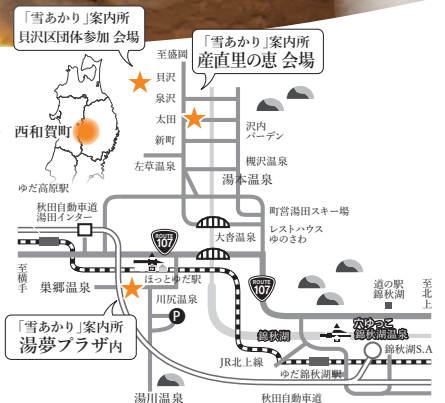 「雪あかり」案内所
貝沢区団体参加 会場
「雪あかり」案内所
産直里の恵 会場
至盛岡
貝沢
泉沢
太田
新町
左草温泉
沢内
バーデン
槻沢温泉
湯本温泉
西和賀町
ゆだ高原駅
秋田自動車道
湯田インター
町営湯田スキー場
レストハウス
ゆのさわ
大沓温泉
ROUTE
107
ROUTE
107
至横手
ほっとゆだ駅
巣郷温泉
川尻温泉
P
「雪あかり」案内所
湯夢プラザ内
道の駅
錦秋湖
至北上
穴ゆっこ
錦秋湖温泉
錦秋湖
錦秋湖S.A
JR北上線
ゆだ錦秋湖駅
湯川温泉
秋田自動車道